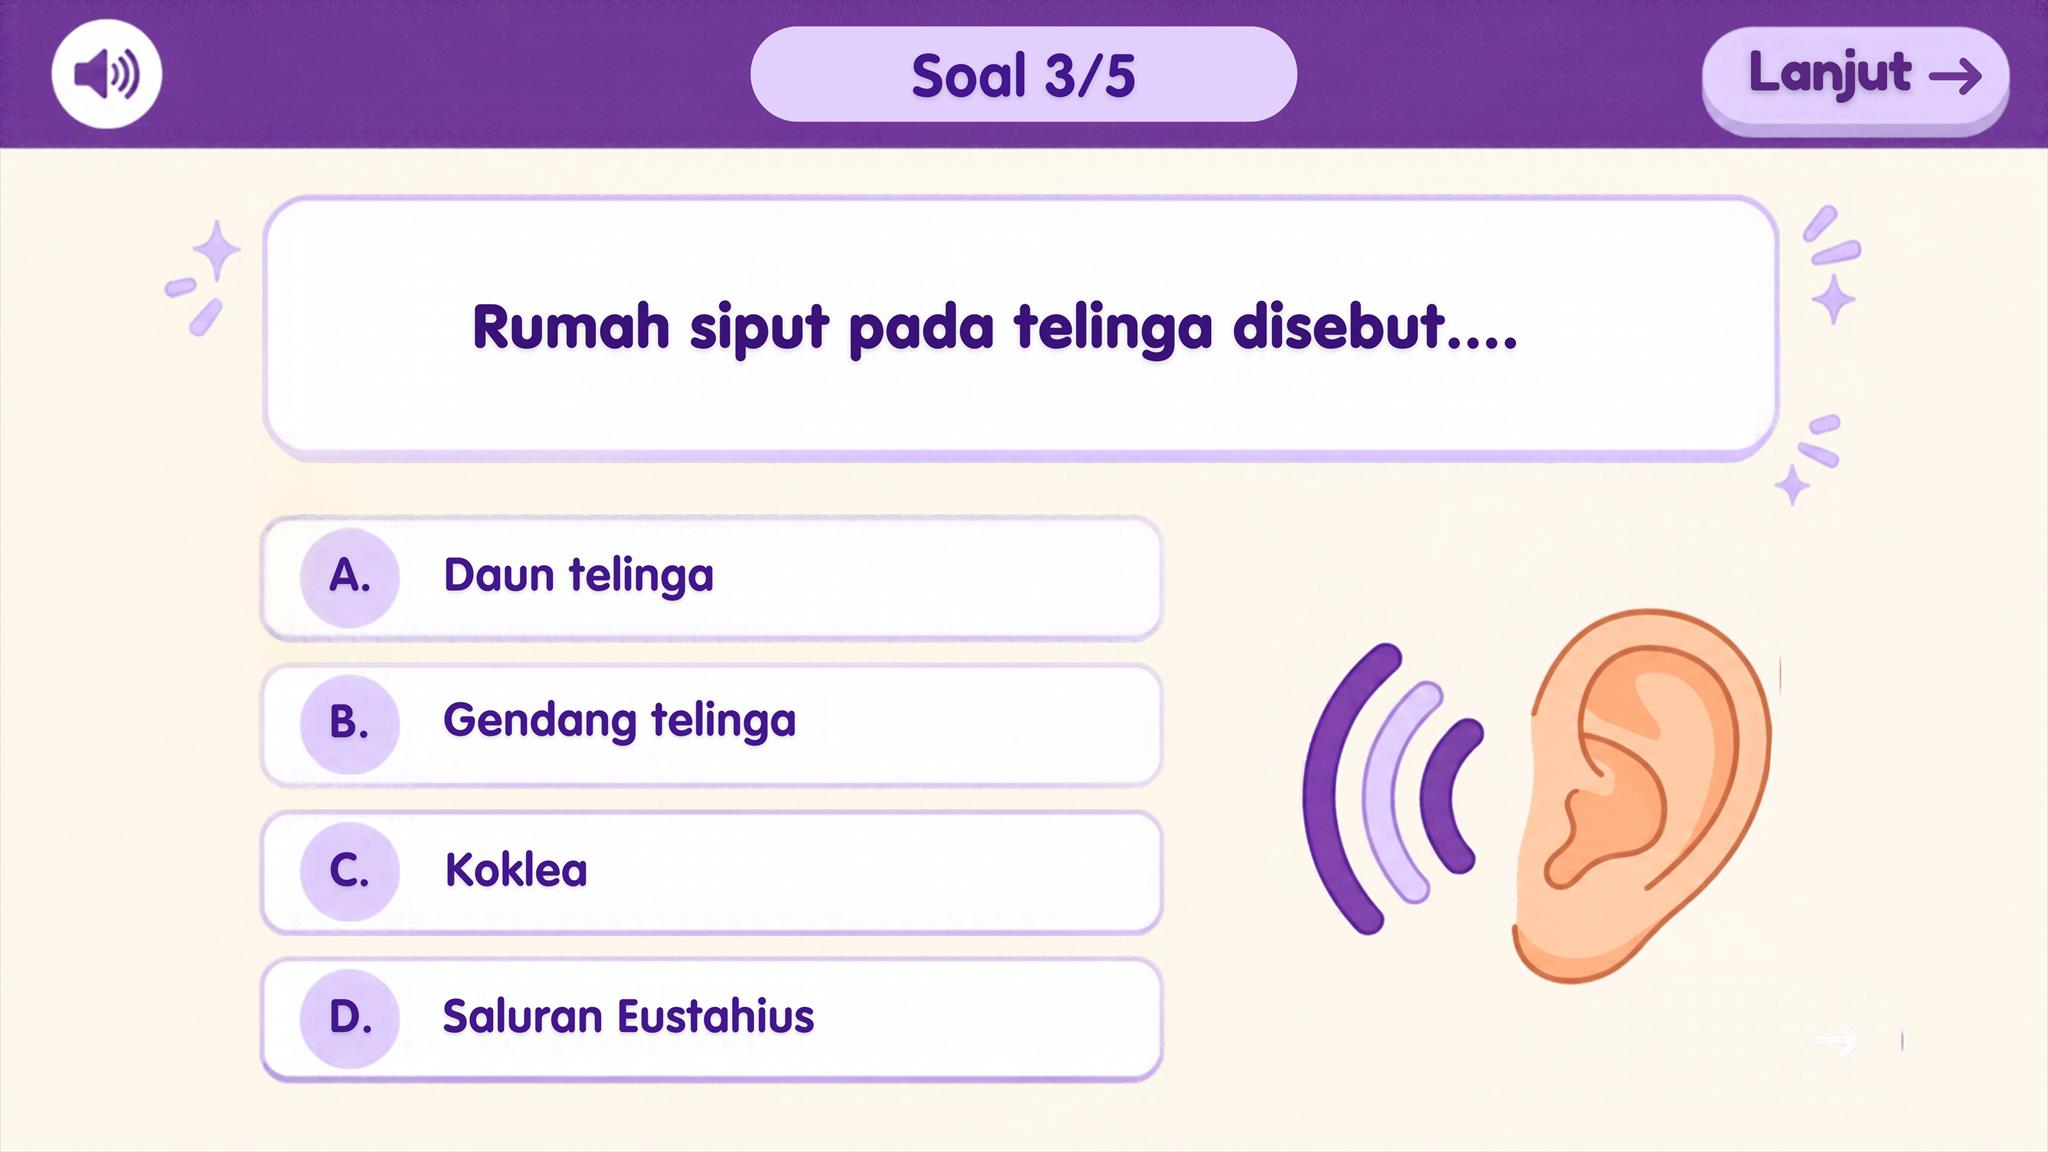 Soal 3/5
Lanjut →
Rumah siput pada telinga disebut....
A. Daun telinga
B. Gendang telinga
C. Koklea
D. Saluran Eustahius